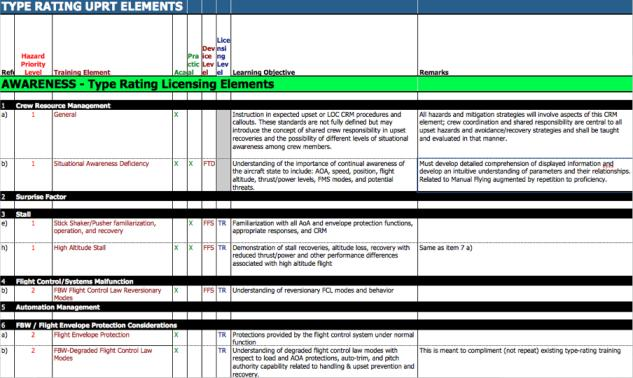 TYPE RATING UPRT ELEMENTS
Refe Hazard Priority Level Training Element Aca Pra ctic al Dev ice Lev el Lice nsi ng Lev el Learning Objective Remarks
AWARENESS - Type Rating Licensing Elements
1 Crew Resource Management
a) 1 General X Instruction in expected upset or LOC CRM procedures and All hazards and mitigation strategies will involve aspects of this CRM
callouts. These standards are not fully defined but may element; crew coordination and shared responsibility are central to all
introduce the concept of shared crew responsibility in upset upset hazards and avoidance/recovery strategies and shall be taught
recoveries and the possibility of different levels of situational and evaluated in that manner.
awareness among crew members.
b) 1 Situational Awareness Deficiency X X FTD Understanding of the importance of continual awareness of Must develop detailed comprehension of displayed information and
the aircraft state to include: AOA, speed, position, flight develop an intuitive understanding of parameters and their relationships.
altitude, thrust/power levels, FMS modes, and potential Related to Manual Flying augmented by repetition to proficiency.
threats.
2 Surprise Factor
3 Stall
e) 1 Stick Shaker/Pusher familiarization, X X FFS TR Familiarization with all AoA and envelope protection functions,
operation, and recovery appropriate responses, and CRM
h) 1 High Altitude Stall X X FFS TR Demonstration of stall recoveries, altitude loss, recovery with Same as item 7 a)
reduced thrust/power and other performance differences
associated with high altitude flight
4 Flight Control/Systems Malfunction
b) 2 FBW Flight Control Law Reversionary X X FFS TR Understanding of reversionary FCL modes and behavior
Modes
5 Automation Management
6 FBW / Flight Envelope Protection Considerations
a) 2 Flight Envelope Protection X TR Protections provided by the flight control system under normal
function
b) 2 FBW-Degraded Flight Control Law X TR Understanding of degraded flight control law modes with This is meant to compliment (not repeat) existing type-rating training
Modes respect to load and AOA protections, auto-trim, and pitch
authority capability related to handling & upset prevention and
recovery.